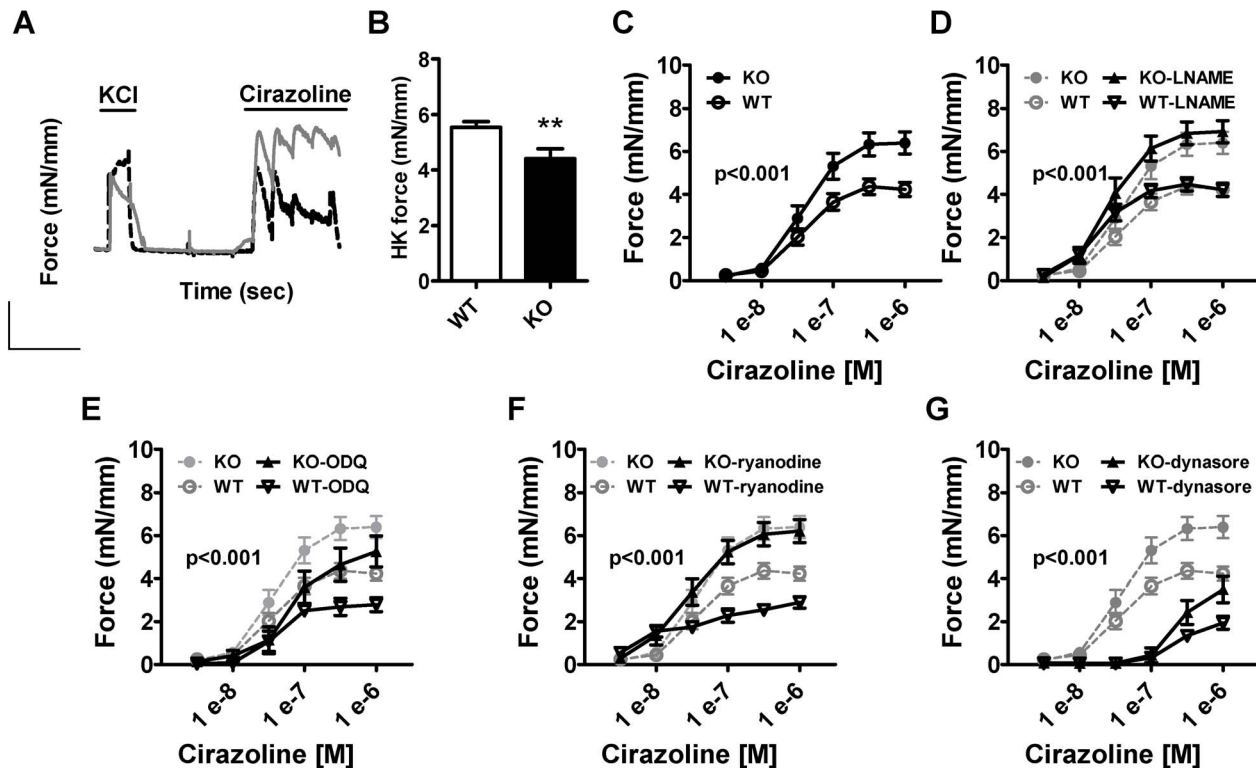 A
KCl
Cirazoline
Force (mN/mm)
Time (sec)
B
HK force (mN/mm)
8
6
4
2
0
**
WT
KO
C
Force (mN/mm)
10
8
6
4
2
0
KO
WT
p<0.001
1 e-8
1 e-7
1 e-6
Cirazoline [M]
D
Force (mN/mm)
10
8
6
4
2
0
KO KO-LNAME
WT WT-LNAME
p<0.001
1 e-8
1 e-7
1 e-6
Cirazoline [M]
E
Force (mN/mm)
10
8
6
4
2
0
KO KO-ODQ
WT WT-ODQ
p<0.001
1 e-8
1 e-7
1 e-6
Cirazoline [M]
F
Force (mN/mm)
10
8
6
4
2
0
KO KO-ryanodine
WT WT-ryanodine
p<0.001
1 e-8
1 e-7
1 e-6
Cirazoline [M]
G
Force (mN/mm)
10
8
6
4
2
0
KO KO-dynasore
WT WT-dynasore
p<0.001
1 e-8
1 e-7
1 e-6
Cirazoline [M]